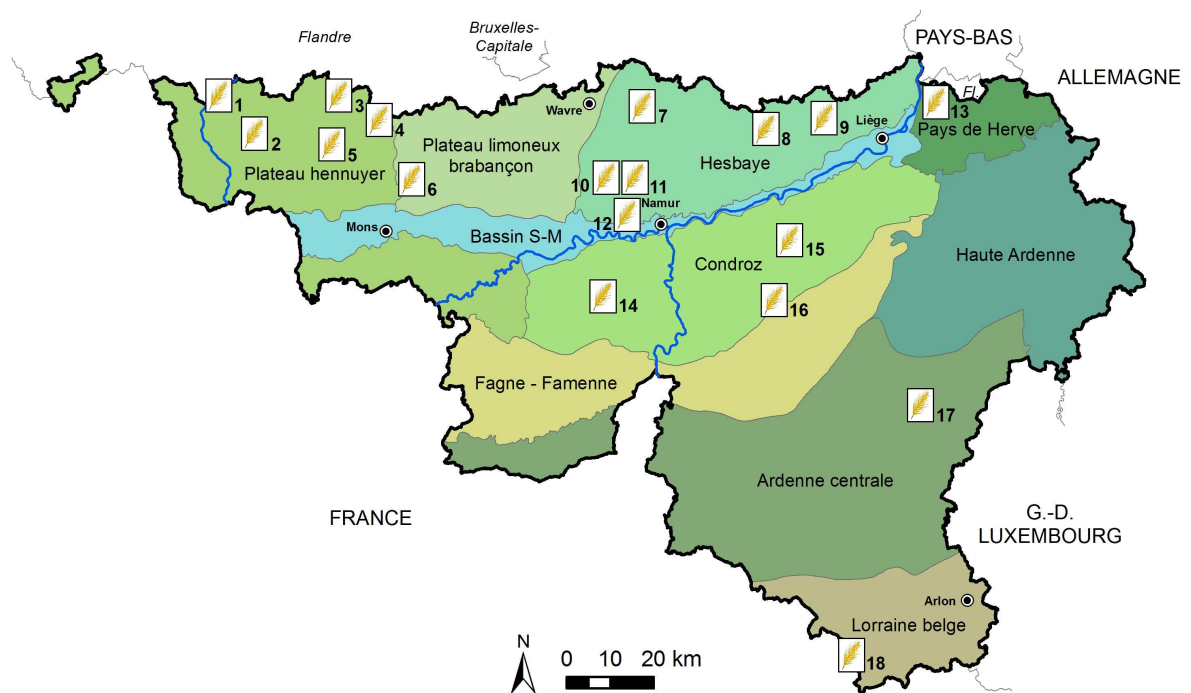 Flandre
Bruxelles-
Capitale
PAYS-BAS
ALLEMAGNE
Fl.
1
3
4
2
5
6
Wavre
7
8
9
Liège
13
Pays de Herve
Plateau hennuyer
Plateau limoneux
brabançon
Hesbaye
10
11
12
Namur
Mons
Bassin S-M
15
Condroz
Haute Ardenne
14
16
Fagne - Famenne
17
Ardenne centrale
FRANCE
G.-D.
LUXEMBOURG
Arlon
Lorraine belge
18
N
0 10 20 km